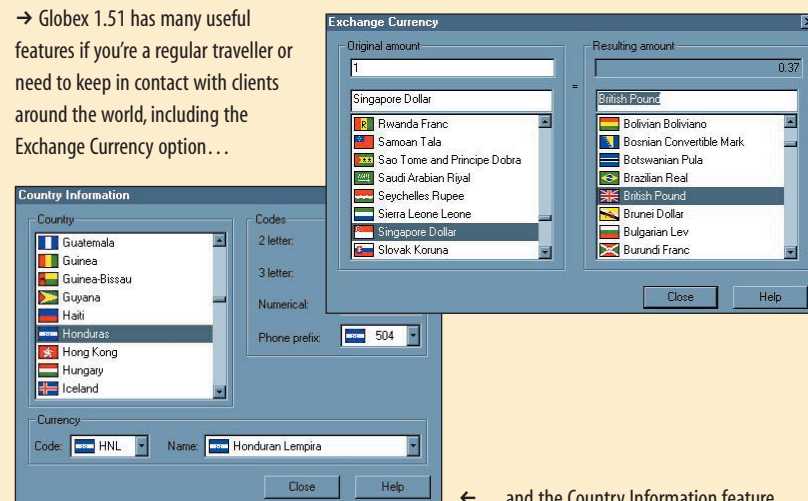 → Globex 1.51 has many useful
features if you're a regular traveller or
need to keep in contact with clients
around the world, including the
Exchange Currency option…
Exchange Currency
Original amount
1
Singapore Dollar
Rwanda Franc
Samoan Tala
Sao Tome and Principe Dobra
Saudi Arabian Riyal
Seychelles Rupee
Sierra Leone Leone
Singapore Dollar
Slovak Koruna
=
Resulting amount
0.37
British Pound
Bolivian Boliviano
Bosnian Convertible Mark
Botswanian Pula
Brazilian Real
British Pound
Brunei Dollar
Bulgarian Lev
Burundi Franc
Close
Help
Country Information
Country
Guatemala
Guinea
Guinea-Bissau
Guyana
Haiti
Honduras
Hong Kong
Hungary
Iceland
Codes
2 letter:
3 letter:
Numerical:
Phone prefix:
504
Currency
Code:
HNL
Name:
Honduran Lempira
Close
Help
← …and the Country Information feature